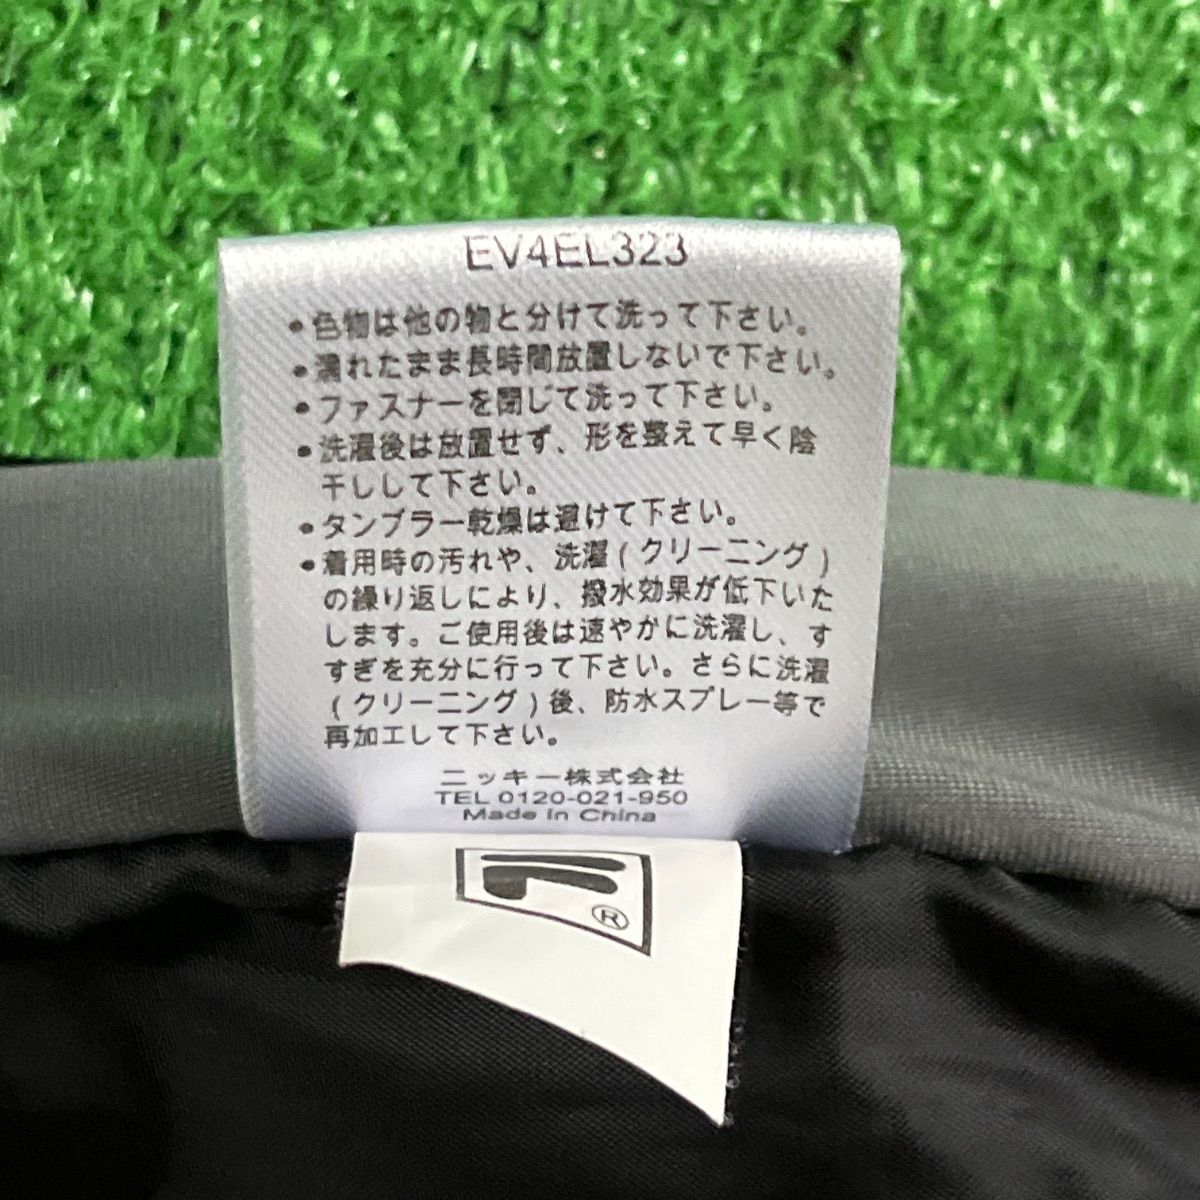 EV4EL323
•色物は他の物と分けて洗って下さい。
•濡れたまま長時間放置しないで下さい。
•ファスナーを閉じて洗って下さい。
•洗濯後は放置せず、形を整えて早く陰
干しして下さい。
•タンブラー乾燥は避けて下さい。
•着用時の汚れや、洗濯(クリーニング)
の繰り返しにより、撥水効果が低下いた
します。ご使用後は速やかに洗濯し、す
すぎを充分に行って下さい。さらに洗濯
(クリーニング)後、防水スプレー等で
再加工して下さい。
ニッキー株式会社
TEL 0120-021-950
Made in China
®